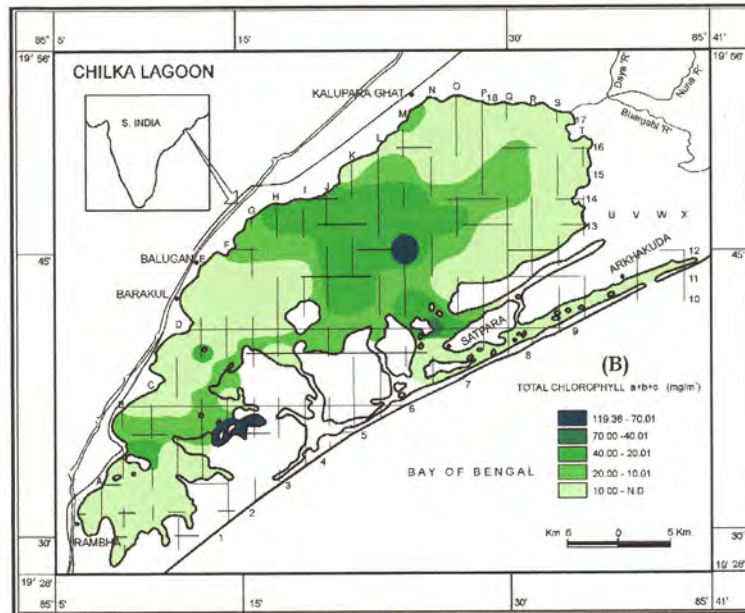 85° 5' 15' 30' 85° 41'
19° 56' 19° 56'
CHILKA LAGOON
KALUPARA GHAT
S. INDIA
Daya 'R'
Nuna 'R'
Bhargabi 'R'
M N O P 18 Q R S
17
T
L
16
K
15
J
I
H
14
G
13
U V W X
F
E
BALUGAN
12
45' 45'
ARKHAKUDA
11
10
BARAKUL
D
SATPARA
9
8
7
(B)
C
TOTAL CHLOROPHYLL a+b+c (mg/m³)
6
B
119.36 - 70.01
70.00 - 40.01
5
40.00 - 20.01
4
20.00 - 10.01
BAY OF BENGAL
3
10.00 - N.D
A
2
RAMBHA
1
Km. 5 0 5 Km.
30' 30'
19° 28' 19° 28'
85° 5' 15' 30' 85° 41'